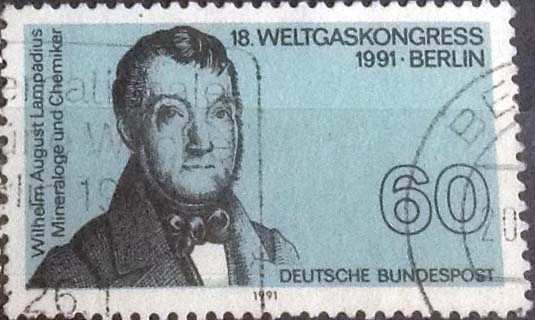 18. WELTGASKONGRESS
1991 · BERLIN
Wilhelm August Lampadius
Mineraloge und Chemiker
60
DEUTSCHE BUNDESPOST
1991